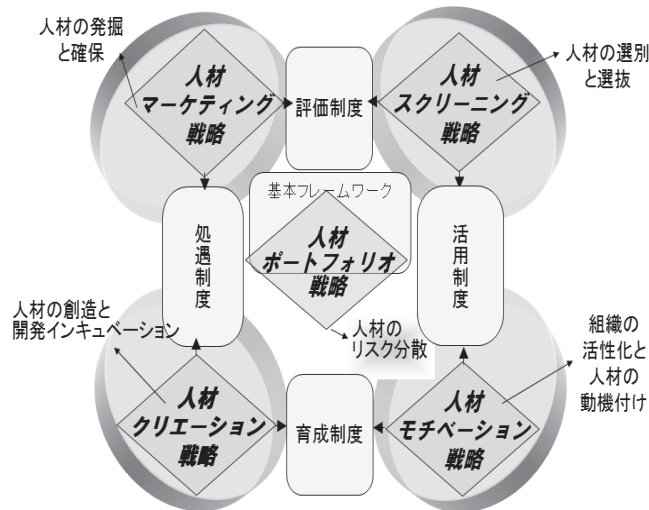 人材の発掘
と確保
人材
マーケティング
戦略
評価制度
人材
スクリーニング
戦略
人材の選別
と選抜
基本フレームワーク
人材
ポートフォリオ
戦略
処遇制度
活用制度
人材の
リスク分散
人材の創造と
開発インキュベーション
組織の
活性化と
人材の
動機付け
人材
クリエーション
戦略
育成制度
人材
モチベーション
戦略